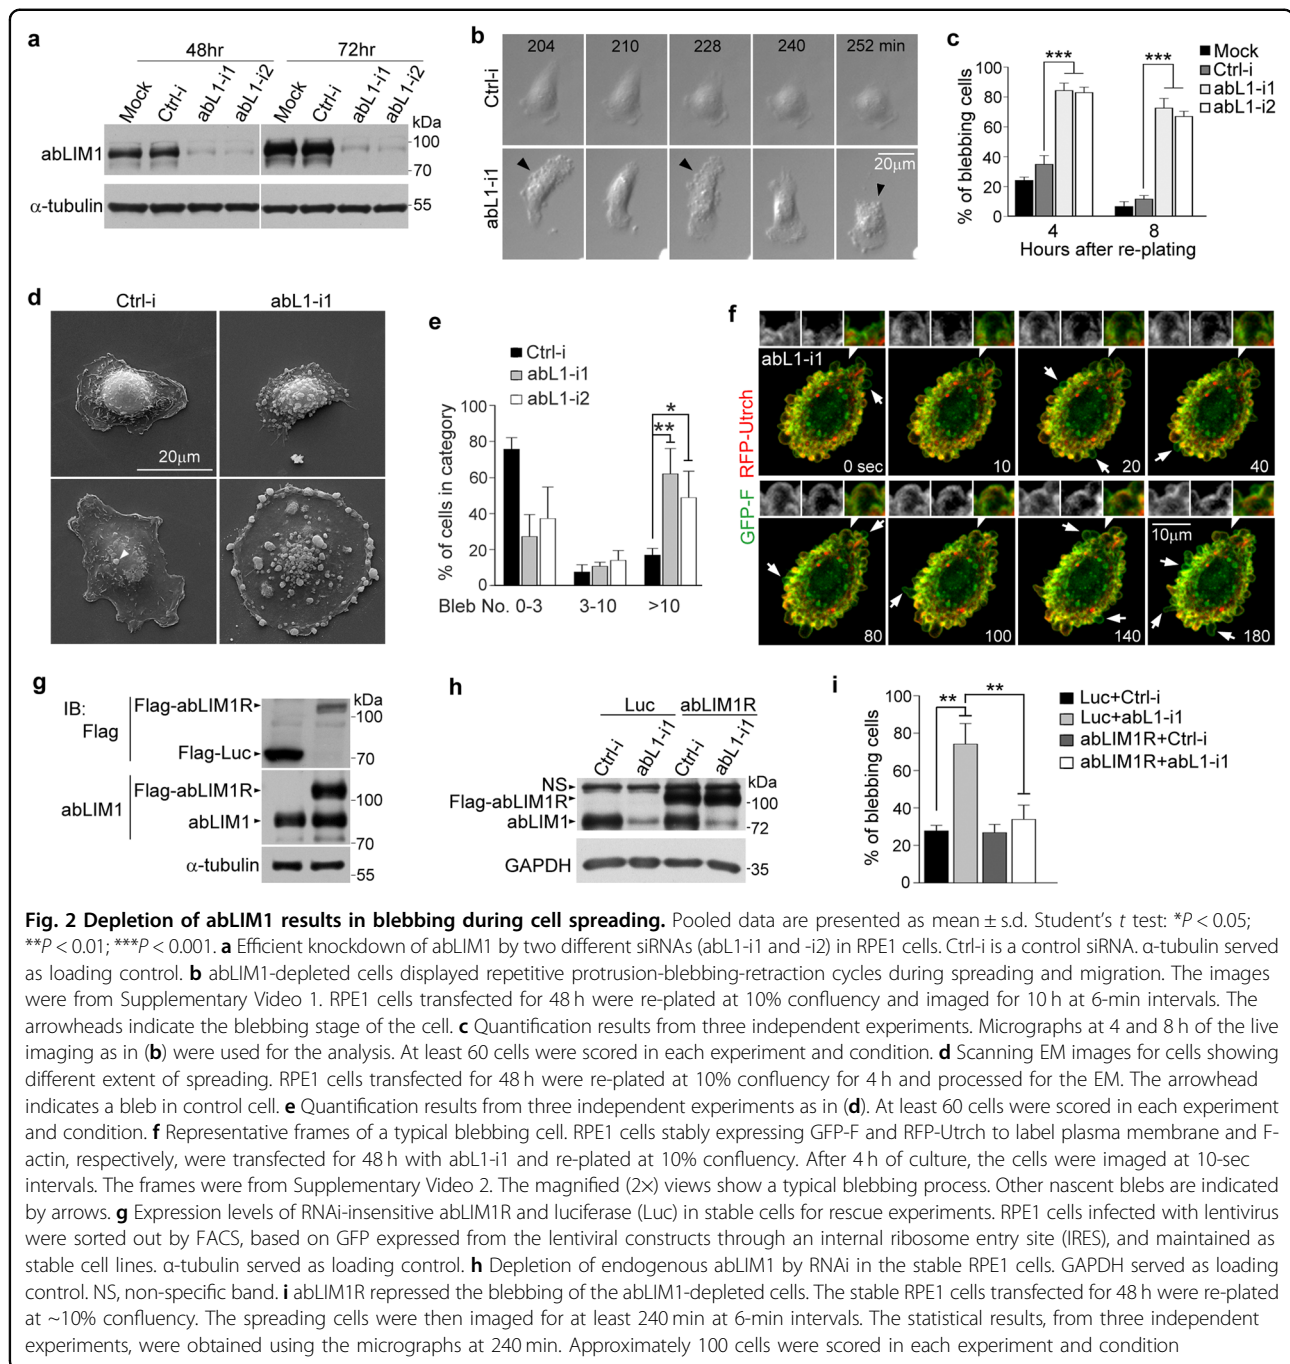 a
48hr
72hr
Mock
Ctrl-i
abL1-i1
abL1-i2
Mock
Ctrl-i
abL1-i1
abL1-i2
kDa
abLIM1
-100
-70
α-tubulin
-55
b
204
210
228
240
252 min
Ctrl-i
abL1-i1
20μm
c
Mock
Ctrl-i
abL1-i1
abL1-i2
***
***
% of blebbing cells
100
80
60
40
20
0
4
8
Hours after re-plating
d
Ctrl-i
abL1-i1
20μm
e
Ctrl-i
abL1-i1
abL1-i2
% of cells in category
100
80
60
40
20
0
*
**
Bleb No. 0-3
3-10
>10
f
GFP-F RFP-Utrch
abL1-i1
0 sec
10
20
40
80
100
140
10μm
180
g
IB:
Flag
Flag-abLIM1R
Flag-Luc
kDa
-100
-70
abLIM1
Flag-abLIM1R
abLIM1
-100
-70
α-tubulin
-55
h
Luc
abLIM1R
Ctrl-i
abL1-i1
Ctrl-i
abL1-i1
kDa
NS
Flag-abLIM1R
abLIM1
-100
-72
GAPDH
-35
i
Luc+Ctrl-i
Luc+abL1-i1
abLIM1R+Ctrl-i
abLIM1R+abL1-i1
**
**
% of blebbing cells
100
80
60
40
20
0
Fig. 2 Depletion of abLIM1 results in blebbing during cell spreading. Pooled data are presented as mean ± s.d. Student's t test: *P < 0.05;
**P < 0.01; ***P < 0.001. a Efficient knockdown of abLIM1 by two different siRNAs (abL1-i1 and -i2) in RPE1 cells. Ctrl-i is a control siRNA. α-tubulin served
as loading control. b abLIM1-depleted cells displayed repetitive protrusion-blebbing-retraction cycles during spreading and migration. The images
were from Supplementary Video 1. RPE1 cells transfected for 48 h were re-plated at 10% confluency and imaged for 10 h at 6-min intervals. The
arrowheads indicate the blebbing stage of the cell. c Quantification results from three independent experiments. Micrographs at 4 and 8 h of the live
imaging as in (b) were used for the analysis. At least 60 cells were scored in each experiment and condition. d Scanning EM images for cells showing
different extent of spreading. RPE1 cells transfected for 48 h were re-plated at 10% confluency for 4 h and processed for the EM. The arrowhead
indicates a bleb in control cell. e Quantification results from three independent experiments as in (d). At least 60 cells were scored in each experiment
and condition. f Representative frames of a typical blebbing cell. RPE1 cells stably expressing GFP-F and RFP-Utrch to label plasma membrane and F-
actin, respectively, were transfected for 48 h with abL1-i1 and re-plated at 10% confluency. After 4 h of culture, the cells were imaged at 10-sec
intervals. The frames were from Supplementary Video 2. The magnified (2×) views show a typical blebbing process. Other nascent blebs are indicated
by arrows. g Expression levels of RNAi-insensitive abLIM1R and luciferase (Luc) in stable cells for rescue experiments. RPE1 cells infected with lentivirus
were sorted out by FACS, based on GFP expressed from the lentiviral constructs through an internal ribosome entry site (IRES), and maintained as
stable cell lines. α-tubulin served as loading control. h Depletion of endogenous abLIM1 by RNAi in the stable RPE1 cells. GAPDH served as loading
control. NS, non-specific band. i abLIM1R repressed the blebbing of the abLIM1-depleted cells. The stable RPE1 cells transfected for 48 h were re-plated
at ~10% confluency. The spreading cells were then imaged for at least 240 min at 6-min intervals. The statistical results, from three independent
experiments, were obtained using the micrographs at 240 min. Approximately 100 cells were scored in each experiment and condition